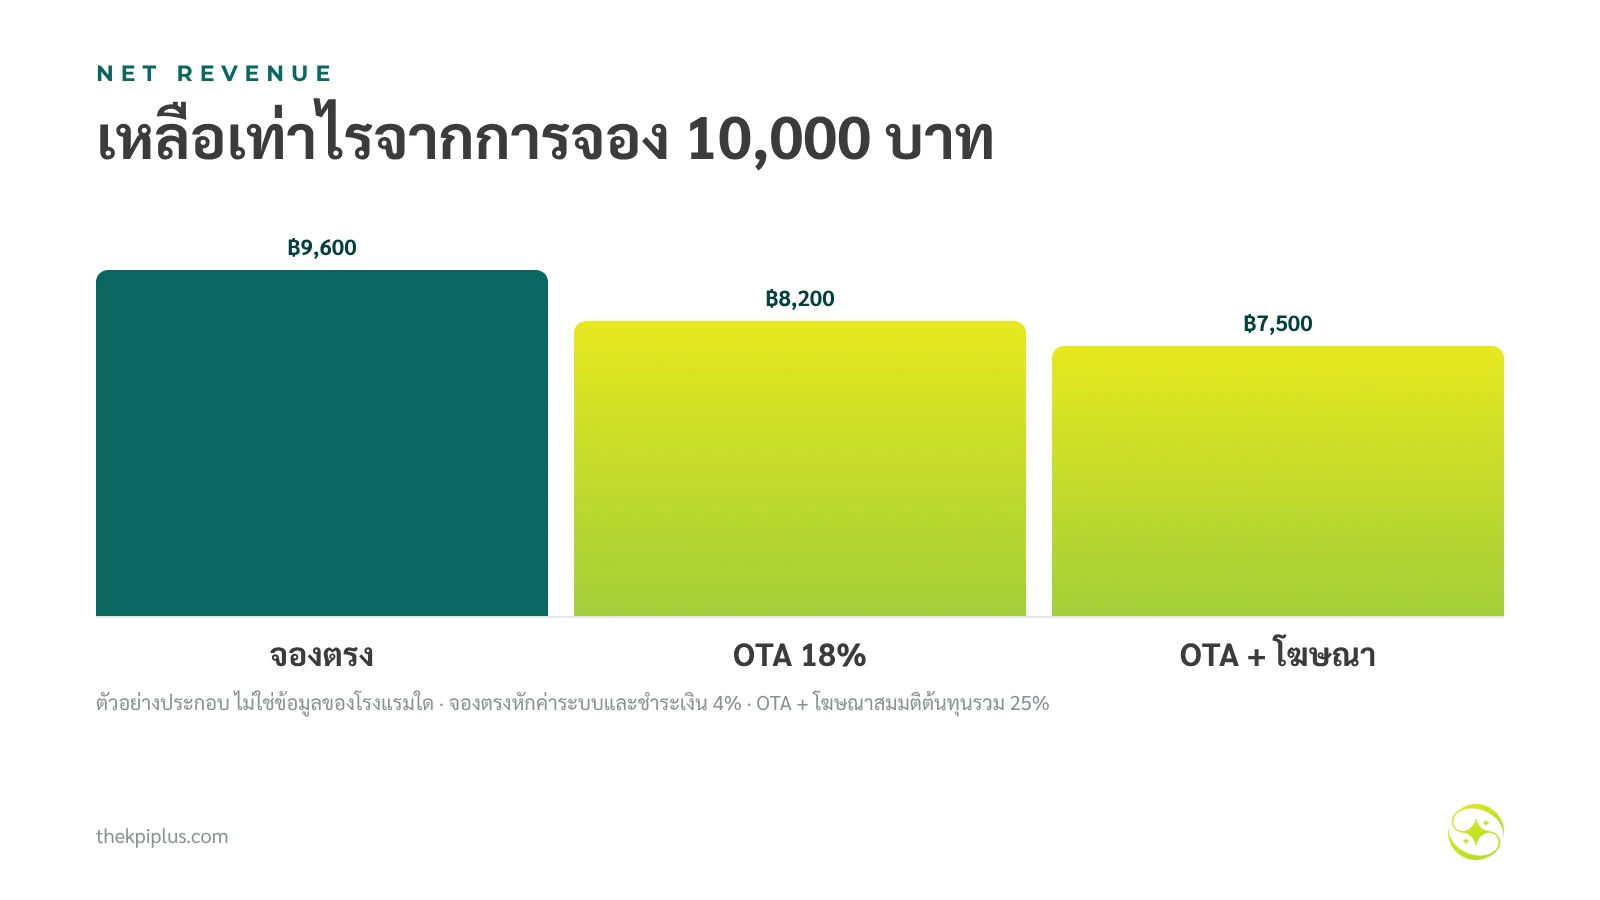 NET REVENUE
เหลือเท่าไรจากการจอง 10,000 บาท
฿9,600
฿8,200
฿7,500
จองตรง
OTA 18%
OTA + โฆษณา
ตัวอย่างประกอบ ไม่ใช่ข้อมูลของโรงแรมใด · จองตรงหักค่าระบบและชำระเงิน 4% · OTA + โฆษณาสมมติต้นทุนรวม 25%
thekpiplus.com